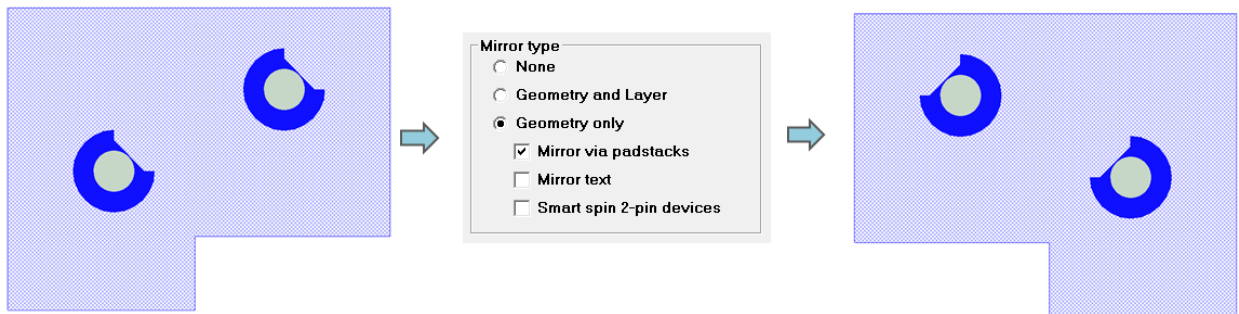 Mirror type
None
Geometry and Layer
Geometry only
Mirror via padstacks
Mirror text
Smart spin 2-pin devices